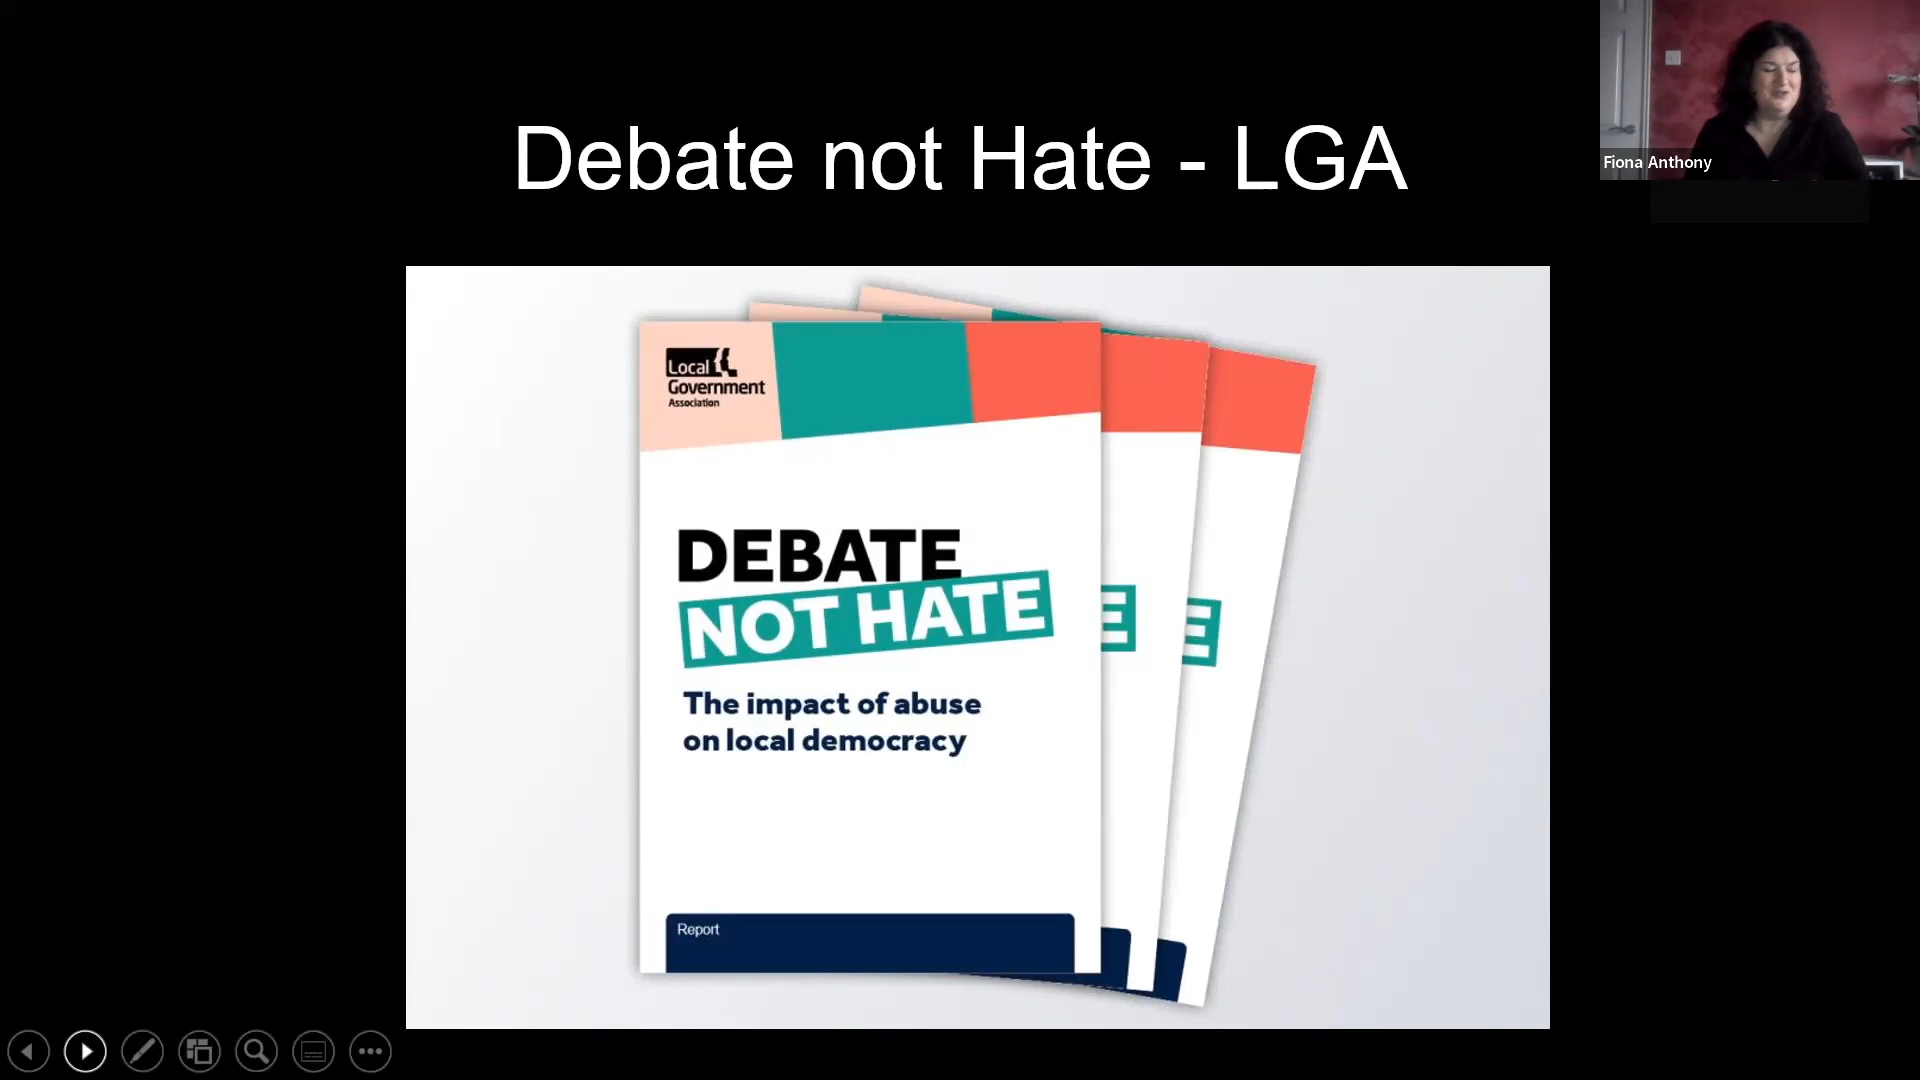 Debate not Hate - LGA
Fiona Anthony
Local
Government
Association
DEBATE
NOT HATE
The impact of abuse
on local democracy
Report
E
E